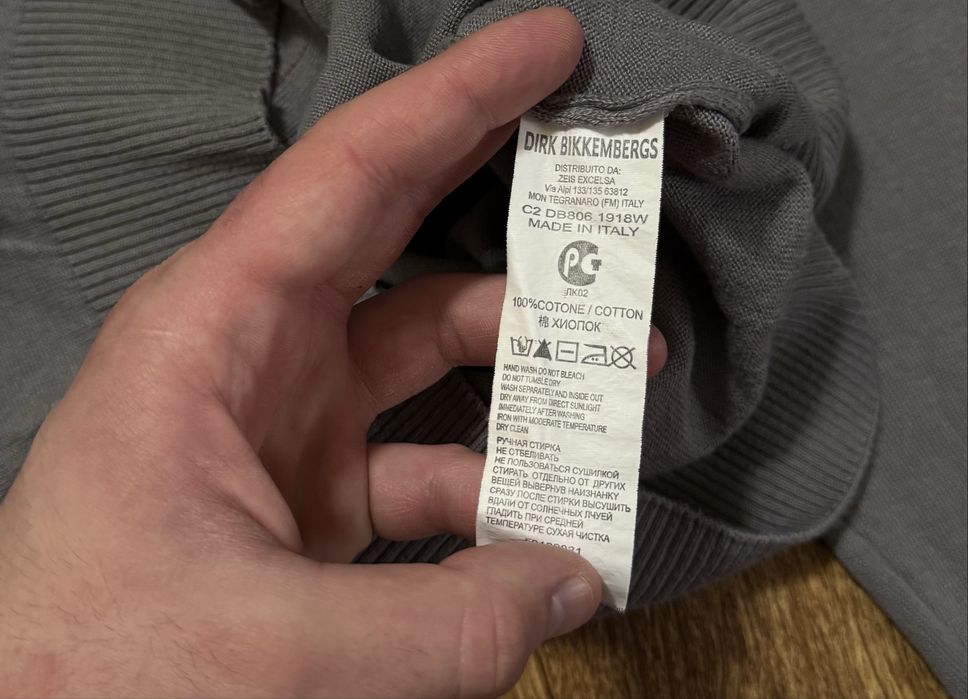 DIRK BIKKEMBERGS
DISTRIBUITO DA:
ZEIS EXCELSA
Via Alpi 133/135 63812
MON TEGRANARO (FM) ITALY
C2 DB806 1918W
MADE IN ITALY
РСТ
ЛК02
100%COTONE / COTTON
棉 ХИОПОК
HAND WASH DO NOT BLEACH
DO NOT TUMBLE DRY
WASH SEPARATELY AND INSIDE OUT
DRY AWAY FROM DIRECT SUNLIGHT
IMMEDIATELY AFTER WASHING
IRON WITH MODERATE TEMPERATURE
DRY CLEAN
РУЧНАЯ СТИРКА
НЕ ОТБЕЛИВАТЬ
НЕ ПОЛЬЗОВАТЬСЯ СУШИЛКОЙ
СТИРАТЬ ОТДЕЛЬНО ОТ ДРУГИХ
ВЕЩЕЙ ВЫВЕРНУВ НАИЗНАНКУ
СРАЗУ ПОСЛЕ СТИРКИ ВЫСУШИТЬ
ВДАЛИ ОТ СОЛНЕЧНЫХ ЛЧУЕЙ
ГЛАДИТЬ ПРИ СРЕДНЕЙ
ТЕМПЕРАТУРЕ СУХАЯ ЧИСТКА